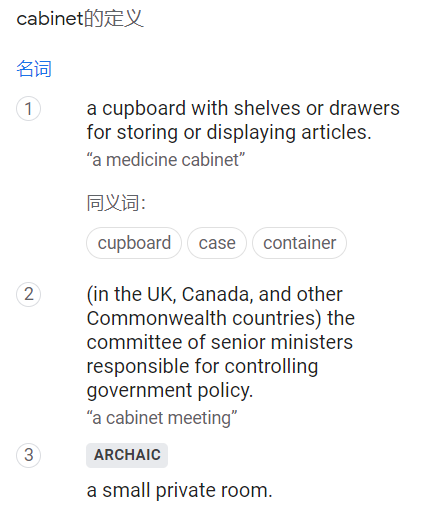 cabinet的定义
名词
1
a cupboard with shelves or drawers
for storing or displaying articles.
“a medicine cabinet”
同义词：
cupboard case container
2
(in the UK, Canada, and other
Commonwealth countries) the
committee of senior ministers
responsible for controlling
government policy.
“a cabinet meeting”
3
ARCHAIC
a small private room.